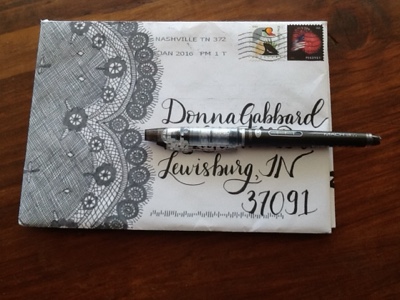 NASHVILLE TN 372
JAN 2016 PM 1 T
Donna Gabbard
Lewisburg, TN
37091